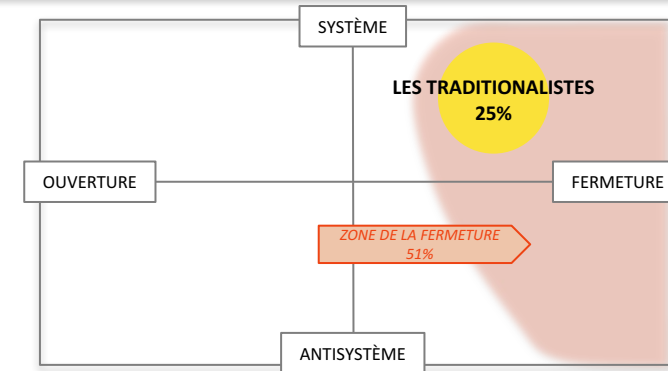 SYSTÈME
LES TRADITIONALISTES
25%
OUVERTURE
FERMETURE
ZONE DE LA FERMETURE
51%
ANTISYSTÈME